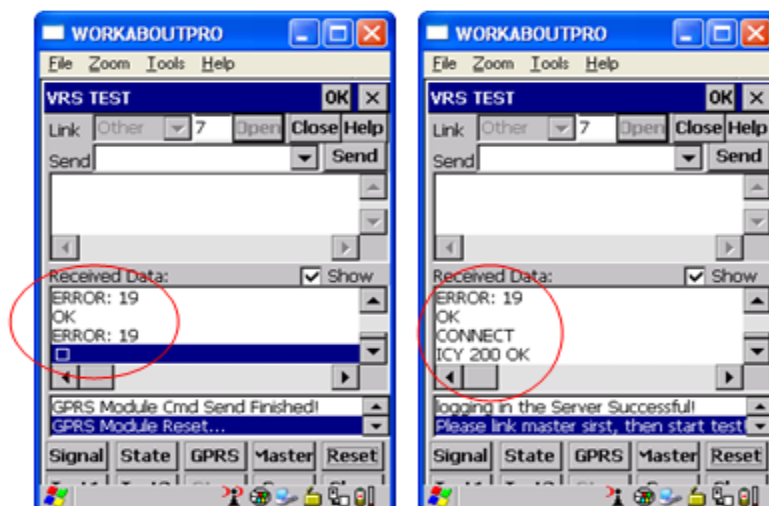 WORKABOUTPRO
File Zoom Tools Help
VRS TEST OK
Link Other 7 Open Close Help
Send Send
Received Data: Show
ERROR: 19
OK
ERROR: 19
GPRS Module Cmd Send Finished!
GPRS Module Reset...
Signal State GPRS Master Reset
WORKABOUTPRO
File Zoom Tools Help
VRS TEST OK
Link Other 7 Open Close Help
Send Send
Received Data: Show
ERROR: 19
OK
CONNECT
ICY 200 OK
logging in the Server Successful!
Please link master sirst, then start test(
Signal State GPRS Master Reset